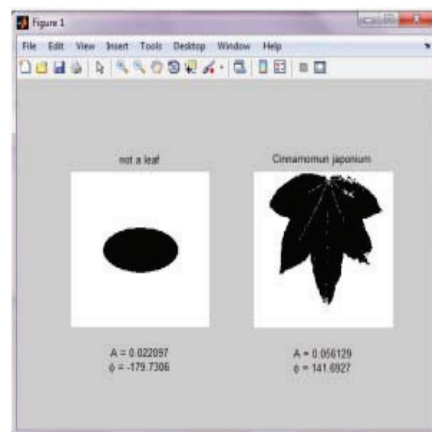 Figure 1
File Edit View Insert Tools Desktop Window Help
not a leaf
Cinnamomun japonium
A = 0.022097
ϕ = -179.7306
A = 0.056129
ϕ = 141.6927